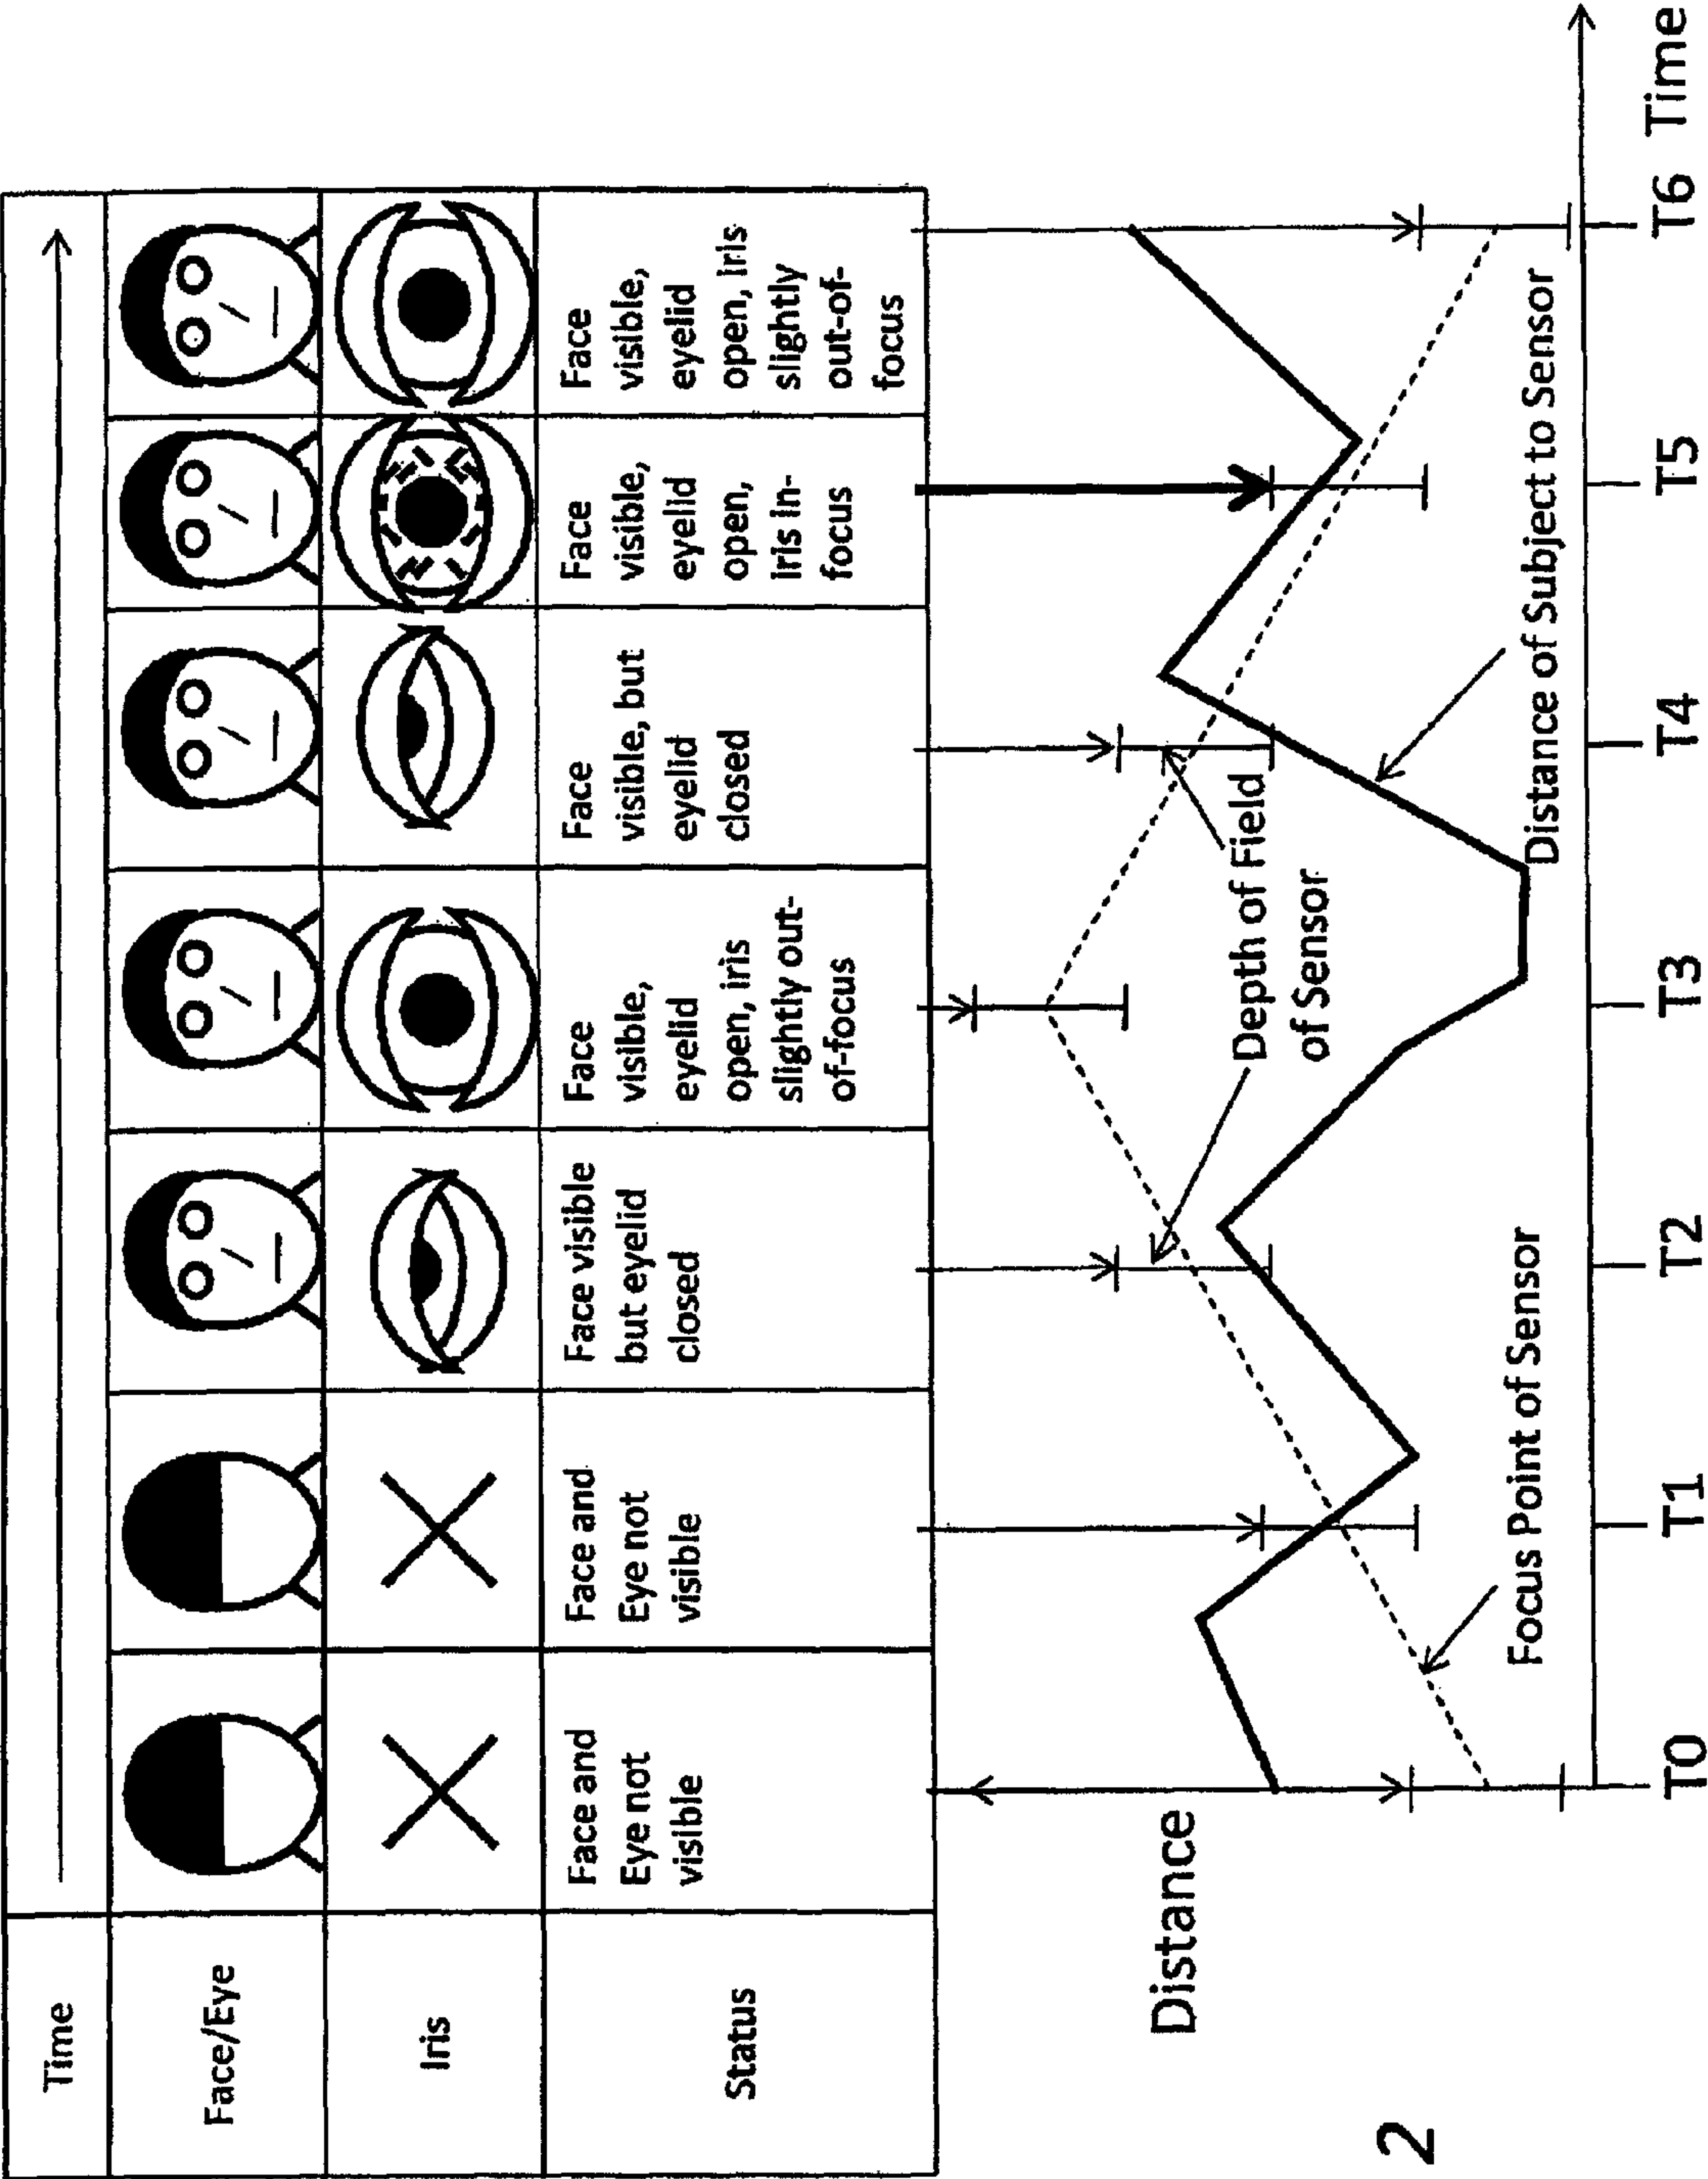 Time
Face/Eye
Iris
Status
Face and
Eye not
visible
Face and
Eye not
visible
Face visible
but eyelid
closed
Face
visible,
eyelid
open, iris
slightly out-
of-focus
Face
visible, but
eyelid
closed
Face
visible,
eyelid
open,
iris in-
focus
Face
visible,
eyelid
open, iris
slightly
out-of-
focus
Distance
Depth of Field
of Sensor
Focus Point of Sensor
Distance of Subject to Sensor
T0
T1
T2
T3
T4
T5
T6
Time
2